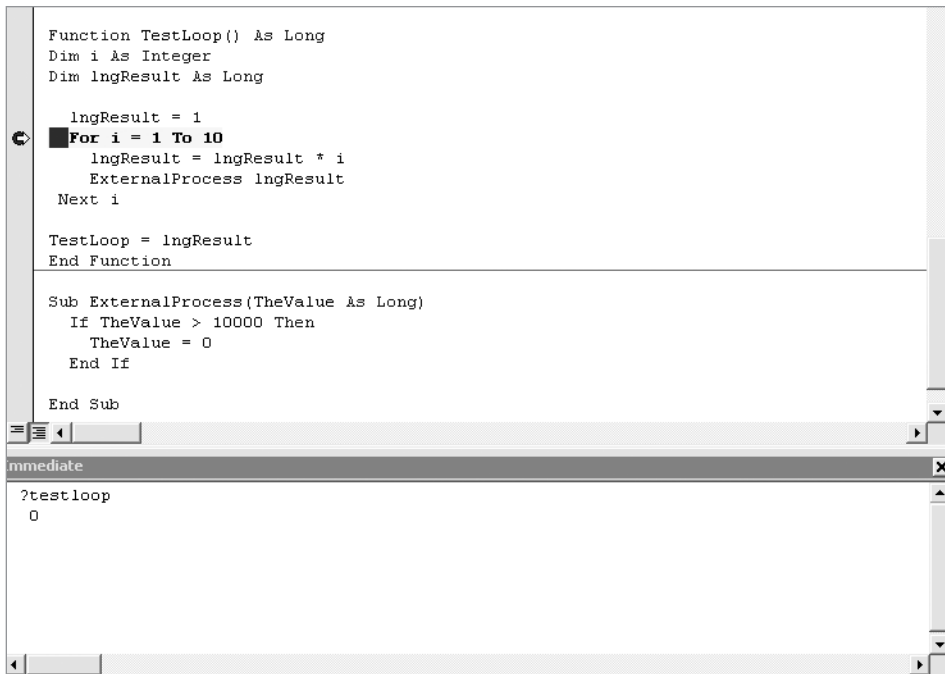 Function TestLoop() As Long
Dim i As Integer
Dim lngResult As Long
lngResult = 1
For i = 1 To 10
lngResult = lngResult * i
ExternalProcess lngResult
Next i
TestLoop = lngResult
End Function
Sub ExternalProcess(TheValue As Long)
If TheValue > 10000 Then
TheValue = 0
End If
End Sub
mmediate
?testloop
0